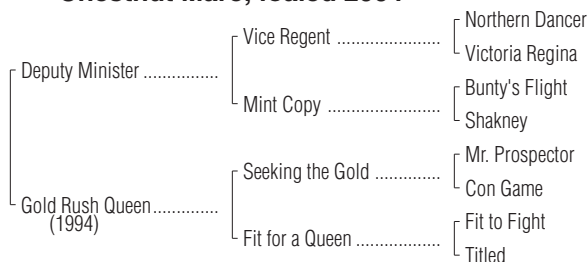 Northern Dancer
Vice Regent ........................
Victoria Regina
Deputy Minister ................
Bunty's Flight
Mint Copy ........................
Shakney
Mr. Prospector
Seeking the Gold .................
Con Game
Gold Rush Queen..............
(1994)
Fit to Fight
Fit for a Queen ...................
Titled